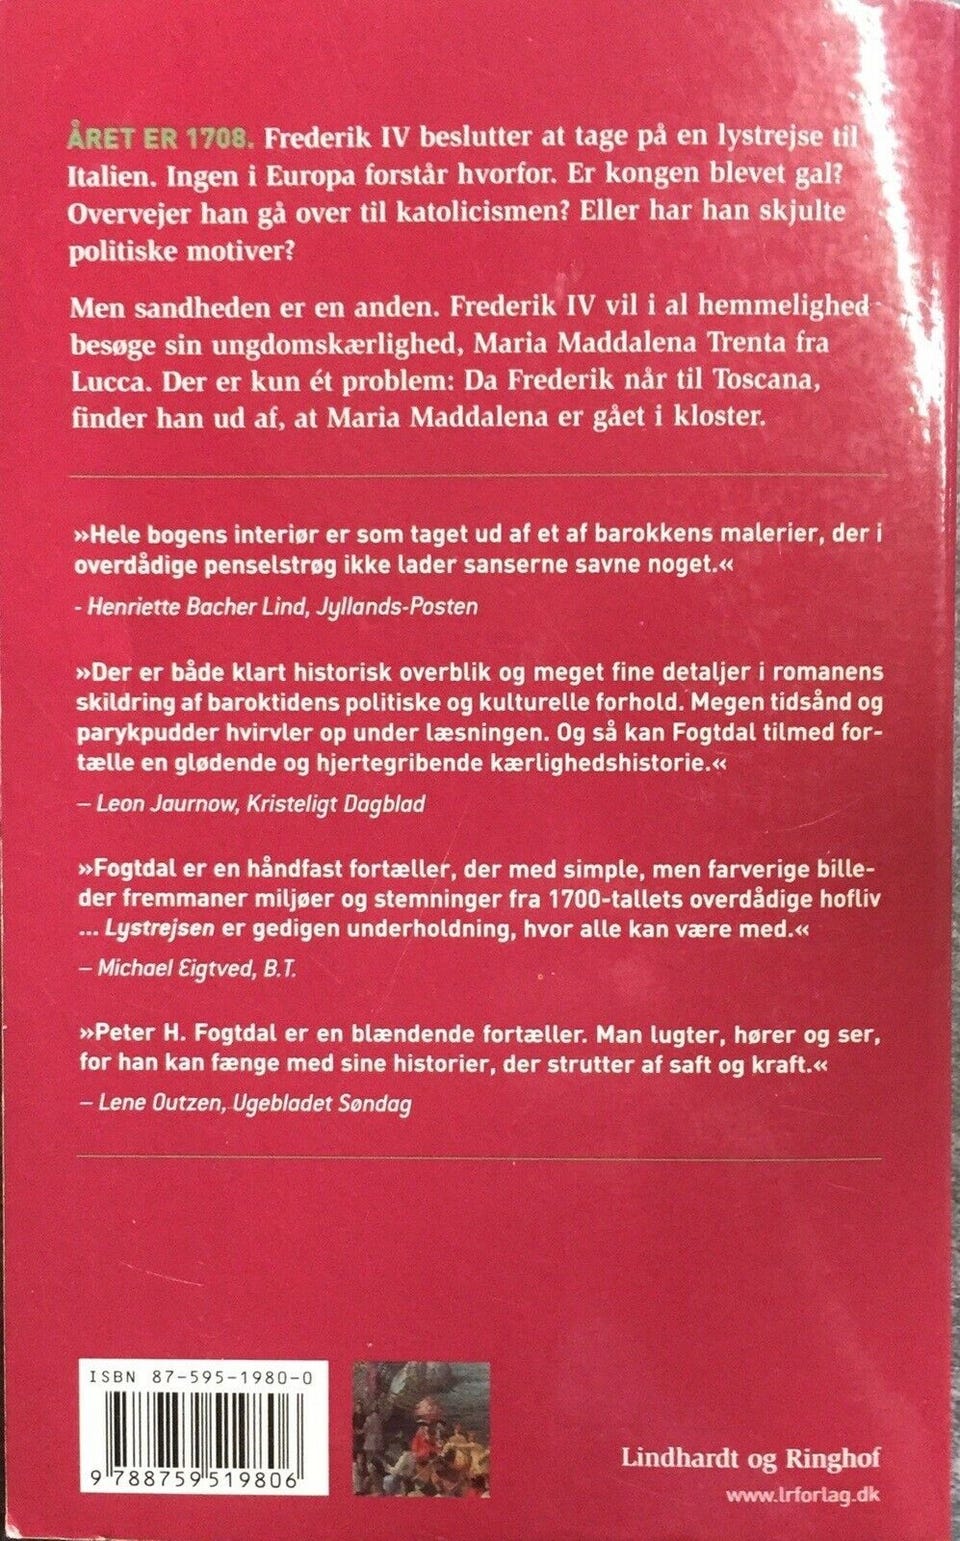 ÅRET ER 1708. Frederik IV beslutter at tage på en lystrejse til
Italien. Ingen i Europa forstår hvorfor. Er kongen blevet gal?
Overvejer han gå over til katolicismen? Eller har han skjulte
politiske motiver?
Men sandheden er en anden. Frederik IV vil i al hemmelighed
besøge sin ungdomskærlighed, Maria Maddalena Trenta fra
Lucca. Der er kun ét problem: Da Frederik når til Toscana,
finder han ud af, at Maria Maddalena er gået i kloster.
»Hele bogens interiør er som taget ud af et af barokkens malerier, der i
overdådige penselstrøg ikke lader sanserne savne noget.«
- Henriette Bacher Lind, Jyllands-Posten
»Der er både klart historisk overblik og meget fine detaljer i romanens
skildring af baroktidens politiske og kulturelle forhold. Megen tidsånd og
parykpudder hvirvler op under læsningen. Og så kan Fogtdal tilmed for-
tælle en glødende og hjertegribende kærlighedshistorie.«
– Leon Jaurnow, Kristeligt Dagblad
»Fogtdal er en håndfast fortæller, der med simple, men farverige bille-
der fremmaner miljøer og stemninger fra 1700-tallets overdådige hofliv
... Lystrejsen er gedigen underholdning, hvor alle kan være med.«
– Michael Eigtved, B.T.
»Peter H. Fogtdal er en blændende fortæller. Man lugter, hører og ser,
for han kan fænge med sine historier, der strutter af saft og kraft.«
– Lene Outzen, Ugebladet Søndag
ISBN 87-595-1980-0
9 788759 519806
Lindhardt og Ringhof
www.lrforlag.dk